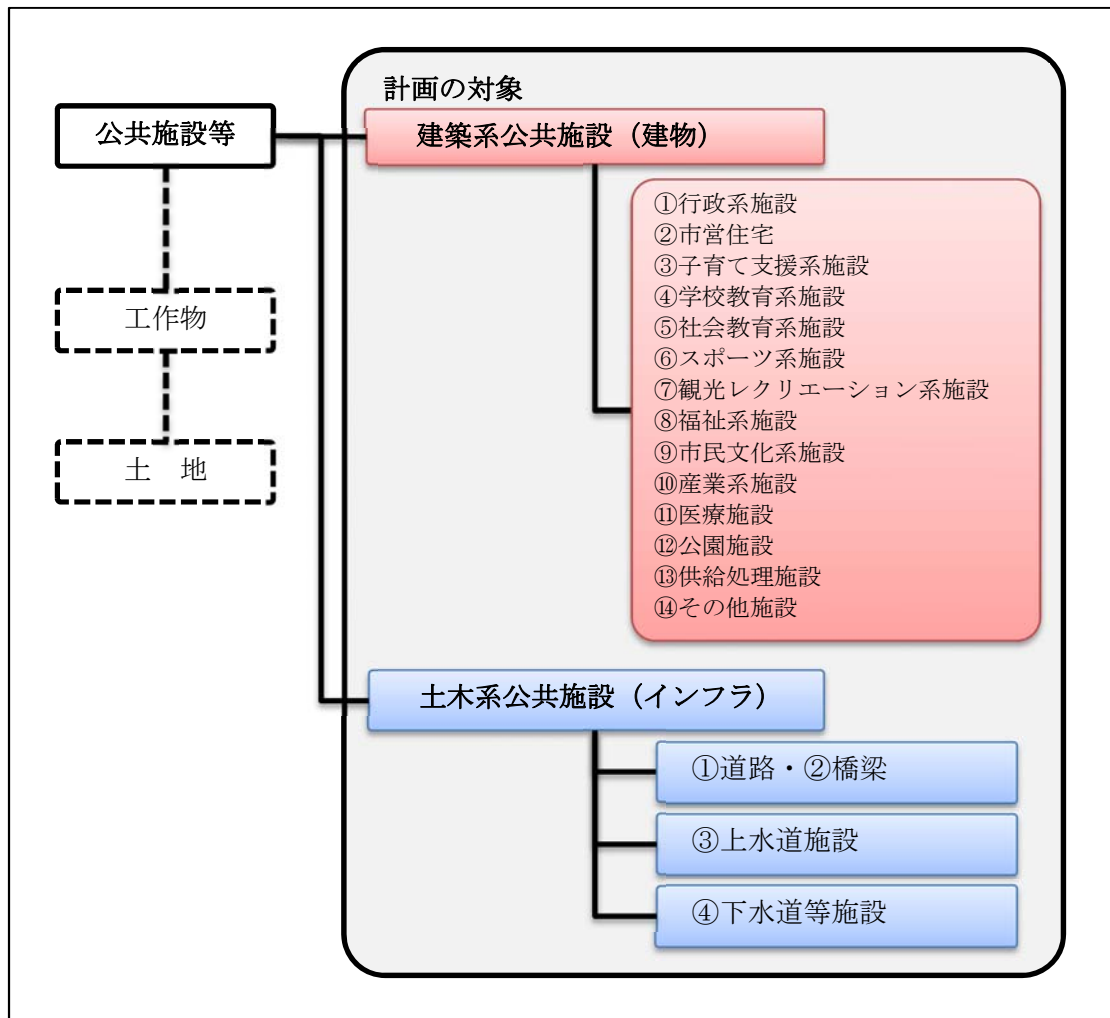 計画の対象
公共施設等
建築系公共施設（建物）
①行政系施設
②市営住宅
③子育て支援系施設
④学校教育系施設
⑤社会教育系施設
⑥スポーツ系施設
⑦観光レクリエーション系施設
⑧福祉系施設
⑨市民文化系施設
⑩産業系施設
⑪医療施設
⑫公園施設
⑬供給処理施設
⑭その他施設
工作物
土　地
土木系公共施設（インフラ）
①道路・②橋梁
③上水道施設
④下水道等施設